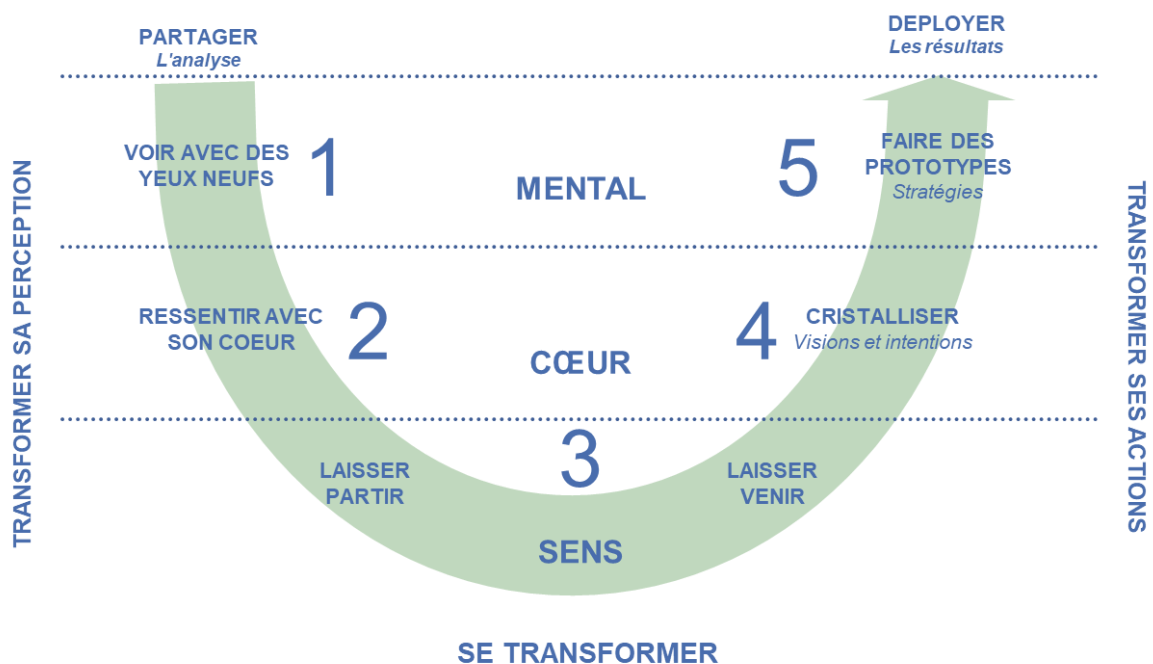 PARTAGER
L'analyse
DEPLOYER
Les résultats
VOIR AVEC DES
YEUX NEUFS
1
MENTAL
5
FAIRE DES
PROTOTYPES
Stratégies
TRANSFORMER SA PERCEPTION
TRANSFORMER SES ACTIONS
RESSENTIR AVEC
SON COEUR
2
CŒUR
4
CRISTALLISER
Visions et intentions
LAISSER
PARTIR
3
LAISSER
VENIR
SENS
SE TRANSFORMER